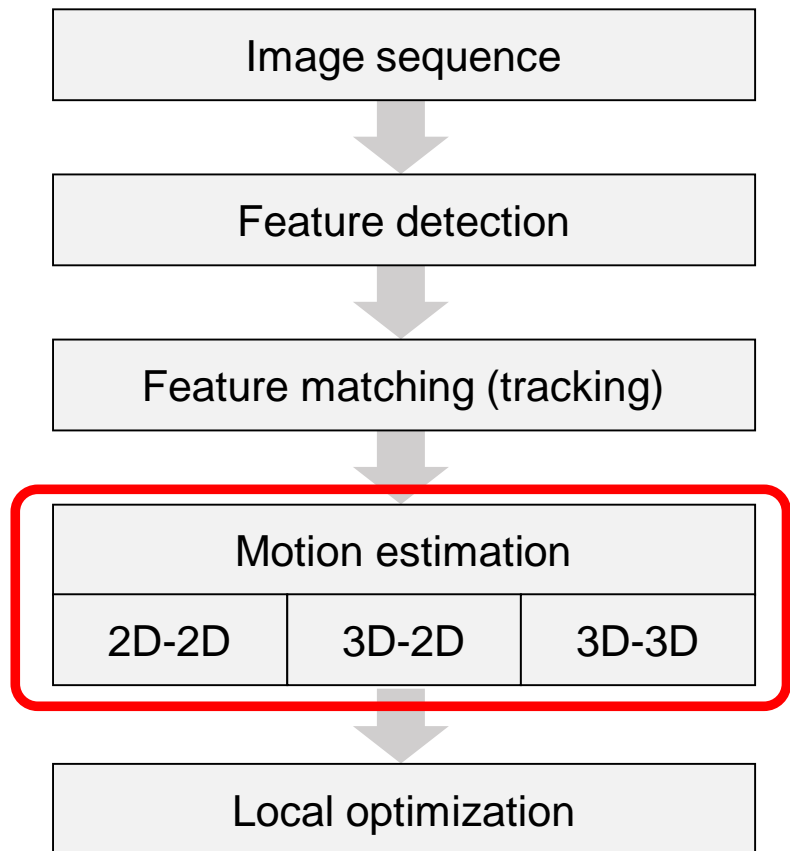 Image sequence
Feature detection
Feature matching (tracking)
Motion estimation
2D-2D 3D-2D 3D-3D
Local optimization